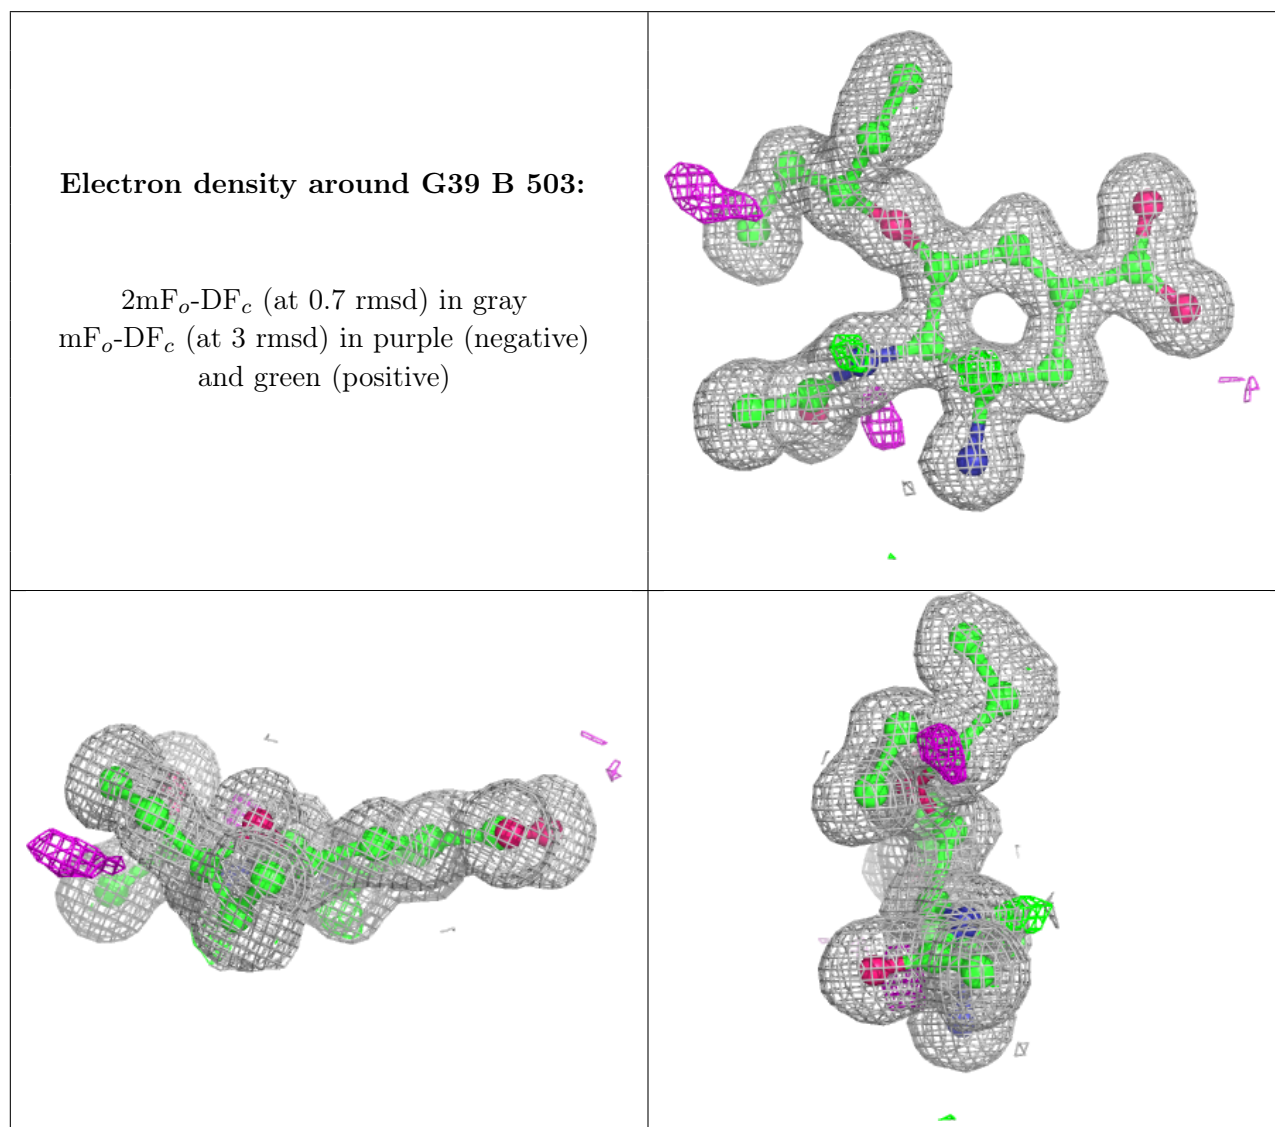 Electron density around G39 B 503:
2mFo-DFc (at 0.7 rmsd) in gray
mFo-DFc (at 3 rmsd) in purple (negative)
and green (positive)